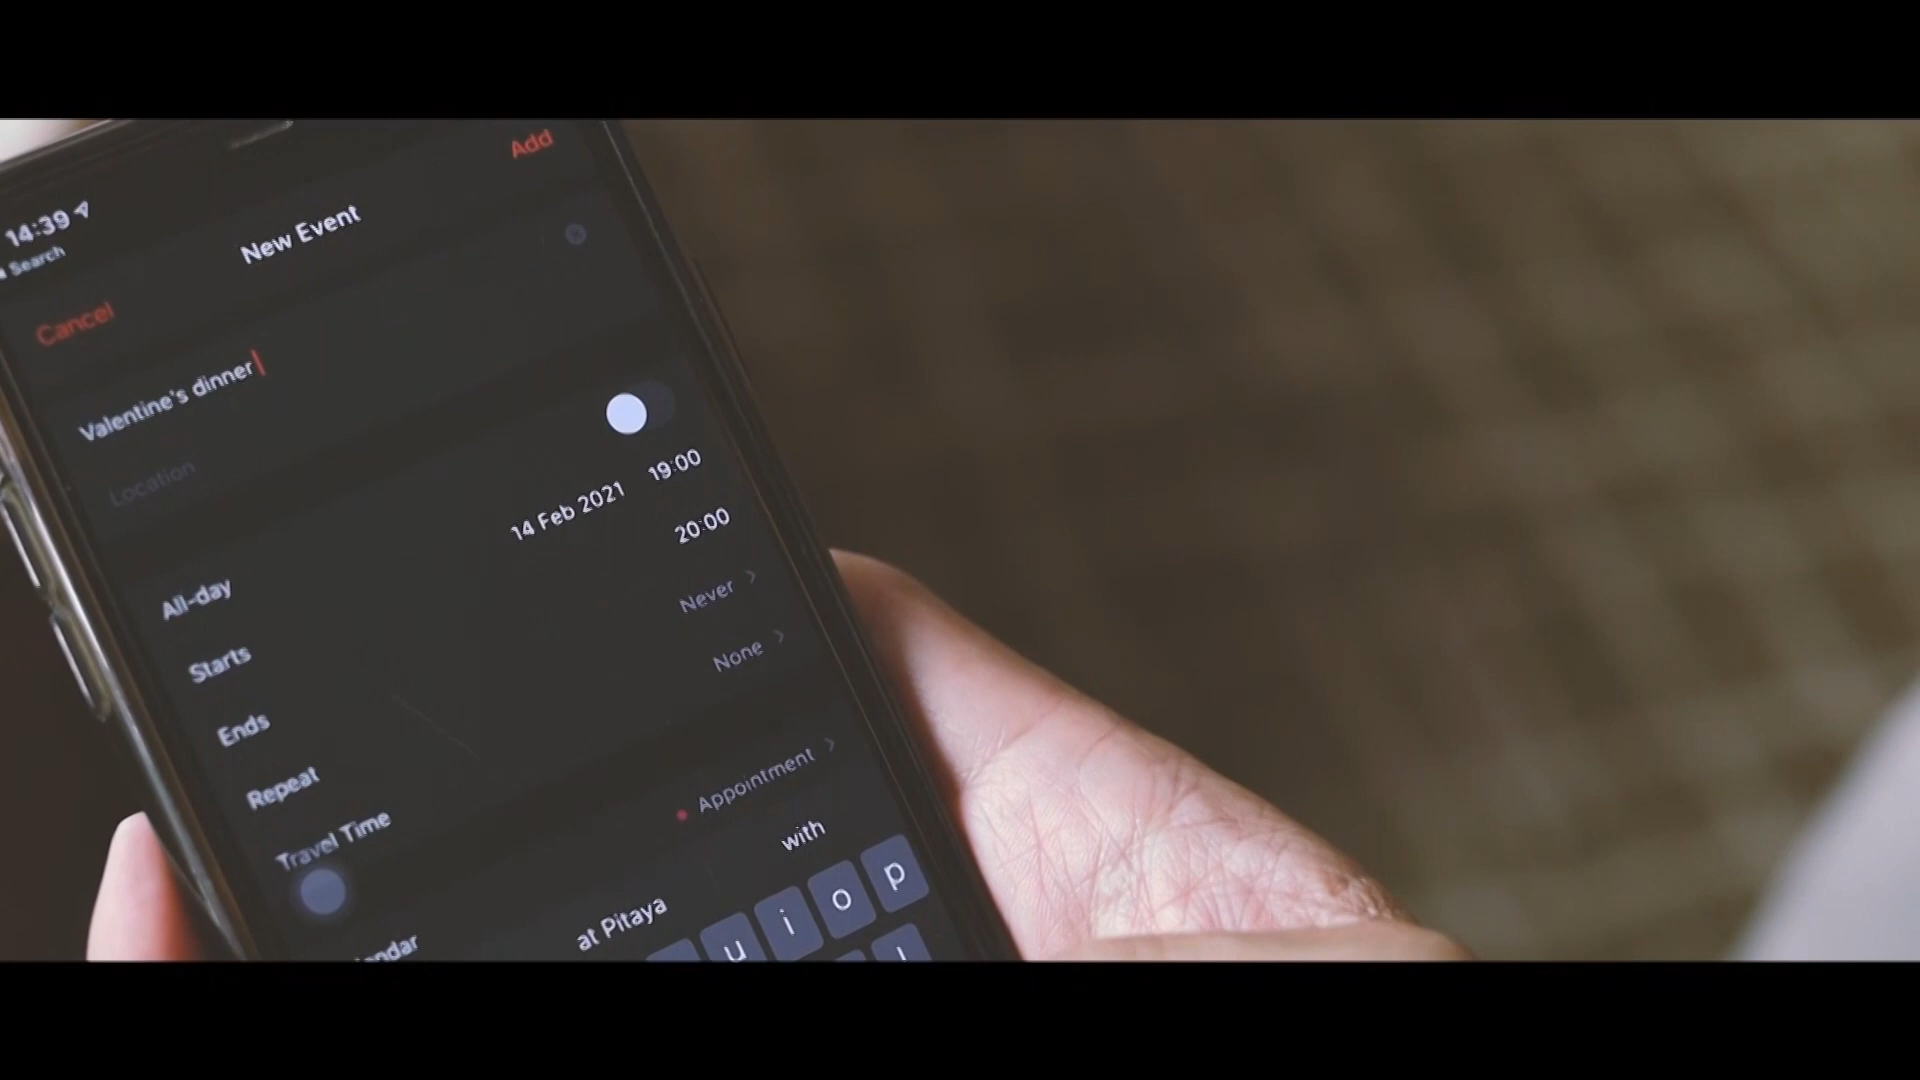 14:39
Search
Add
Cancel
New Event
Valentine's dinner
Location
All-day
Starts 14 Feb 2021 19:00
Ends 20:00
Repeat Never
Travel Time None
Appointment
at Pitaya with
u i o p